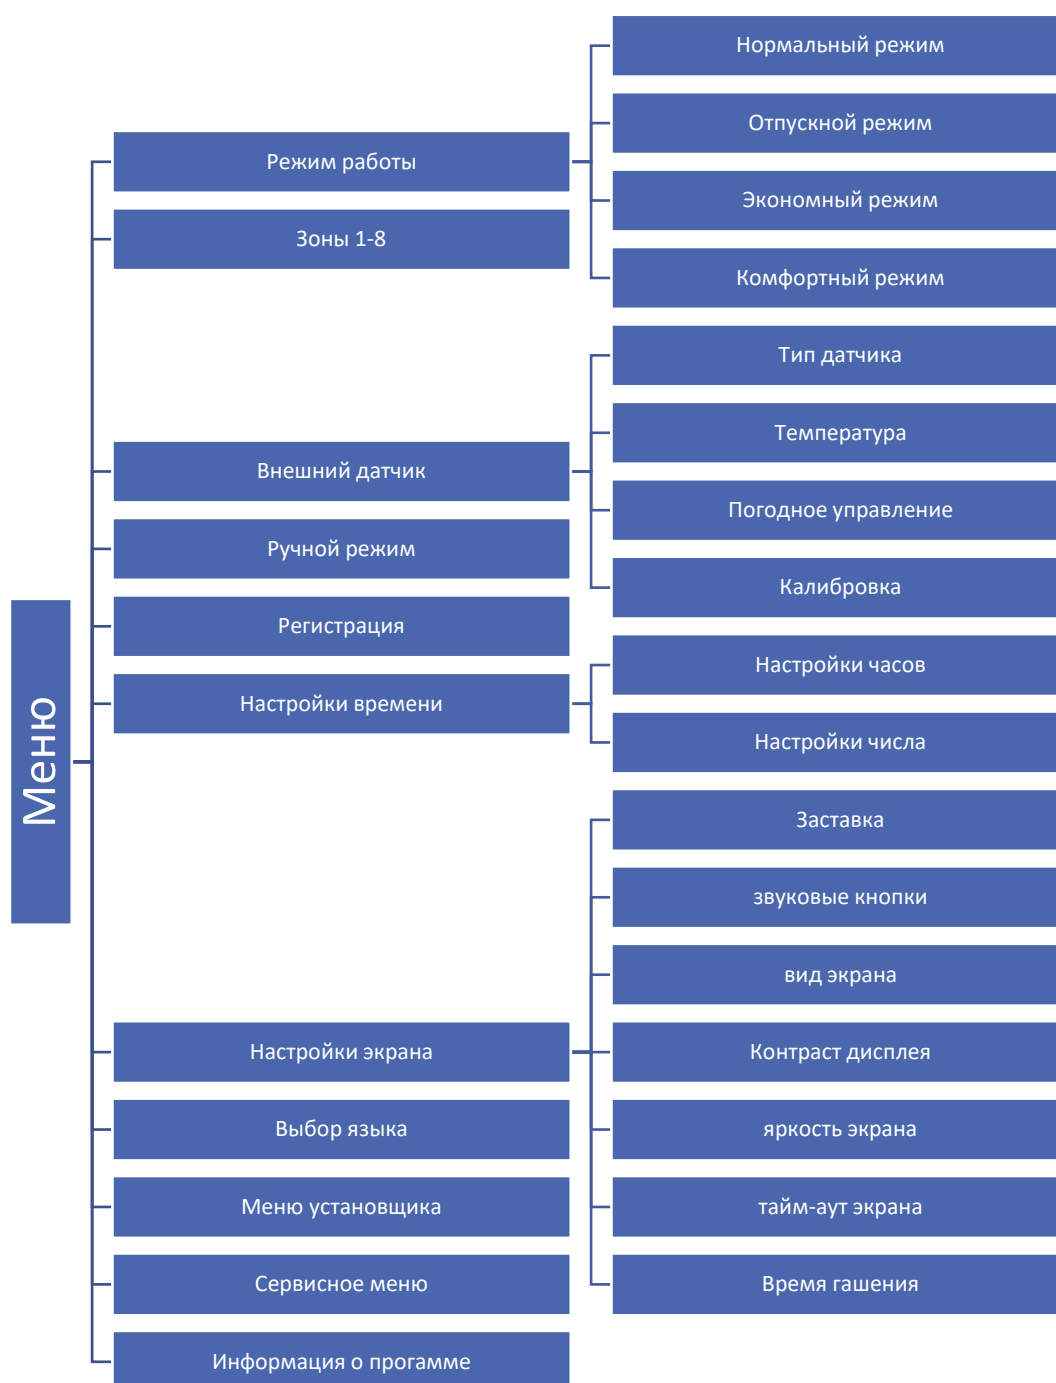 Меню
Режим работы
Нормальный режим
Отпускной режим
Экономный режим
Комфортный режим
Зоны 1-8
Внешний датчик
Тип датчика
Температура
Погодное управление
Калибровка
Ручной режим
Регистрация
Настройки времени
Настройки часов
Настройки числа
Настройки экрана
Заставка
звуковые кнопки
вид экрана
Контраст дисплея
яркость экрана
тайм-аут экрана
Время гашения
Выбор языка
Меню установщика
Сервисное меню
Информация о прогамме